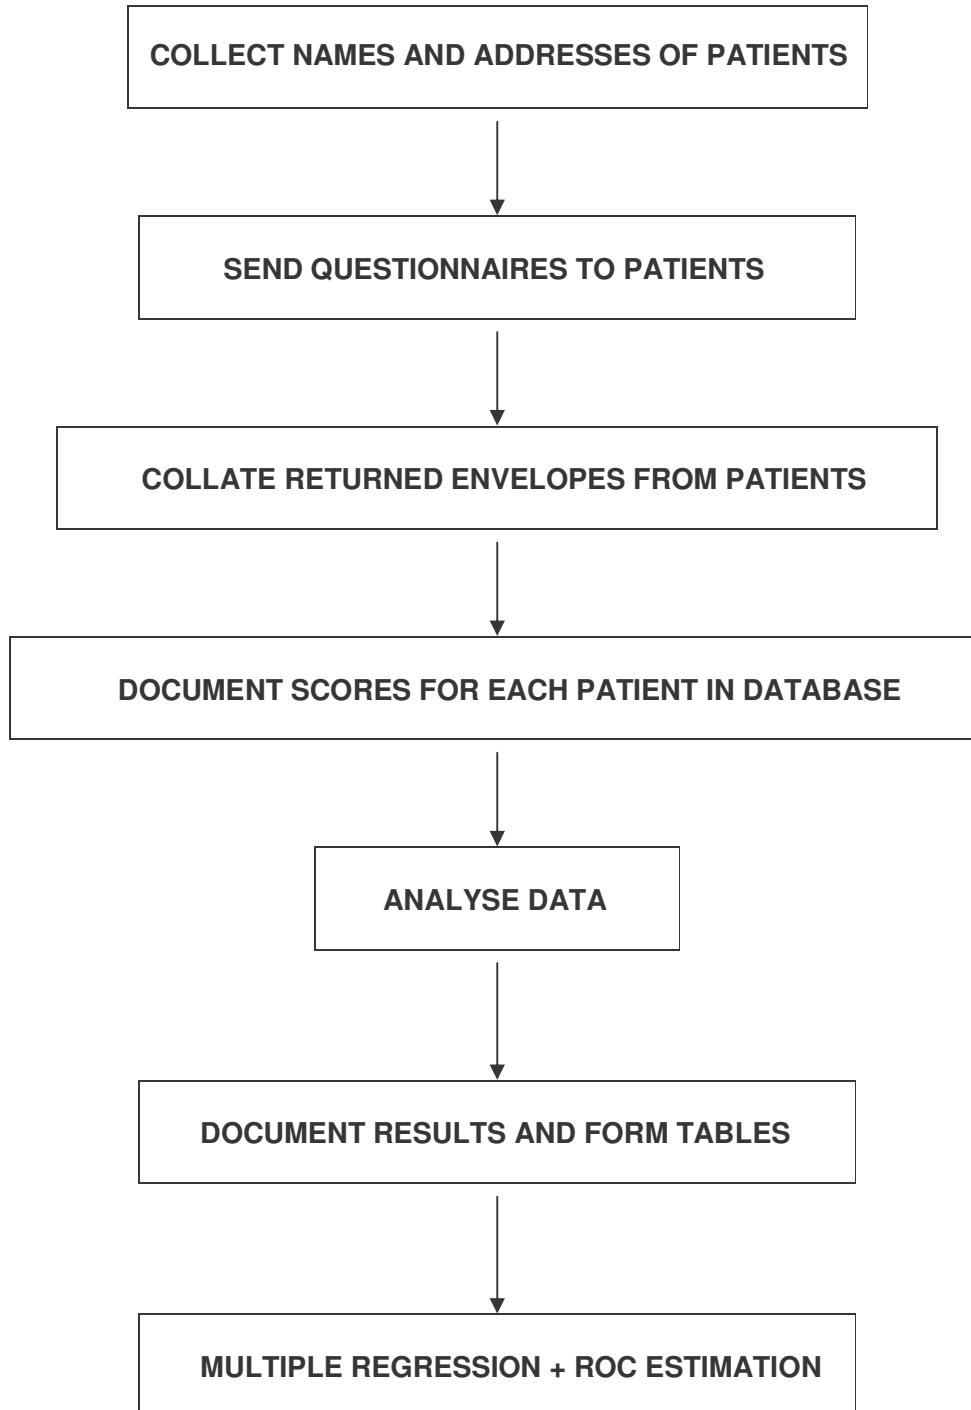 COLLECT NAMES AND ADDRESSES OF PATIENTS
SEND QUESTIONNAIRES TO PATIENTS
COLLATE RETURNED ENVELOPES FROM PATIENTS
DOCUMENT SCORES FOR EACH PATIENT IN DATABASE
ANALYSE DATA
DOCUMENT RESULTS AND FORM TABLES
MULTIPLE REGRESSION + ROC ESTIMATION